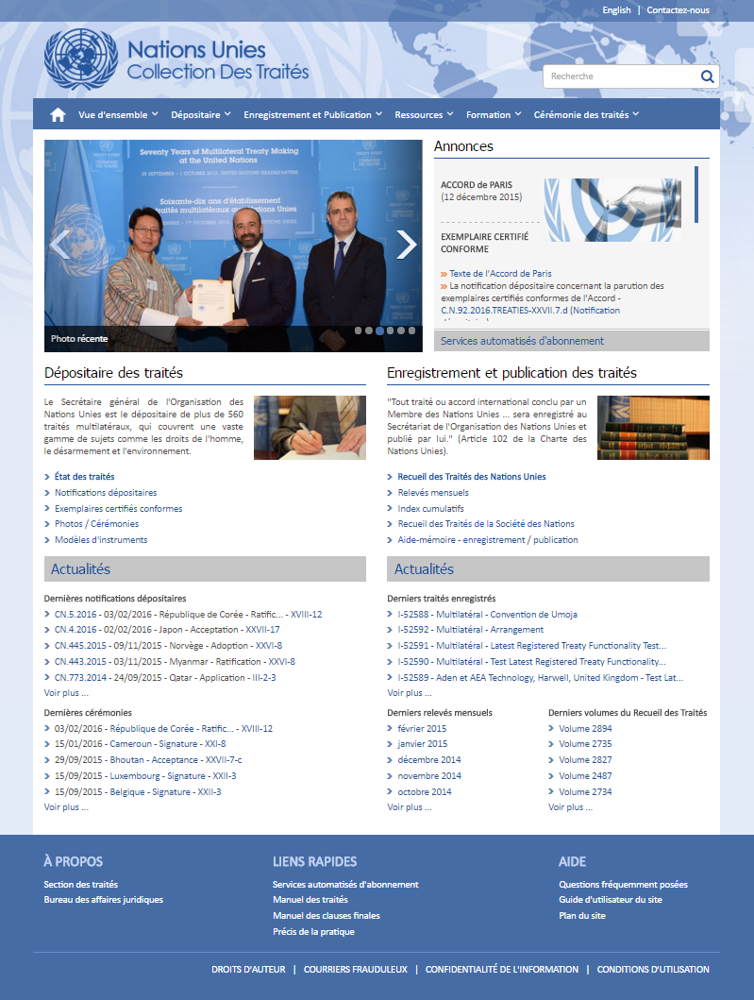 English | Contactez-nous
Nations Unies
Collection Des Traités
Recherche
Vue d'ensemble
Dépositaire
Enregistrement et Publication
Ressources
Formation
Cérémonie des traités
Seventy Years of Multilateral Treaty Making
at the United Nations
28 SEPTEMBER - 1 OCTOBER 2015, UNITED NATIONS HEADQUARTERS
Soixante-dix ans d'établissement
Photo récente
Annonces
ACCORD de PARIS
(12 décembre 2015)
EXEMPLAIRE CERTIFIÉ
CONFORME
Texte de l'Accord de Paris
La notification dépositaire concernant la parution des
exemplaires certifiés conformes de l'Accord -
C.N.92.2016.TREATIES-XXVII.7.d (Notification
Services automatisés d'abonnement
Dépositaire des traités
Le Secrétaire général de l'Organisation des
Nations Unies est le dépositaire de plus de 560
traités multilatéraux, qui couvrent une vaste
gamme de sujets comme les droits de l'homme,
le désarmement et l'environnement.
État des traités
Notifications dépositaires
Exemplaires certifiés conformes
Photos / Cérémonies
Modèles d'instruments
Enregistrement et publication des traités
"Tout traité ou accord international conclu par un
Membre des Nations Unies ... sera enregistré au
Secrétariat de l'Organisation des Nations Unies et
publié par lui." (Article 102 de la Charte des
Nations Unies).
Recueil des Traités des Nations Unies
Relevés mensuels
Index cumulatifs
Recueil des Traités de la Société des Nations
Aide-mémoire - enregistrement / publication
Actualités
Dernières notifications dépositaires
CN.5.2016 - 03/02/2016 - République de Corée - Ratific... - XVIII-12
CN.4.2016 - 02/02/2016 - Japon - Acceptation - XXVII-17
CN.445.2015 - 09/11/2015 - Norvège - Adoption - XXVI-8
CN.443.2015 - 03/11/2015 - Myanmar - Ratification - XXVI-8
CN.773.2014 - 24/09/2015 - Qatar - Application - III-2-3
Voir plus ...
Dernières cérémonies
03/02/2016 - République de Corée - Ratific... - XVIII-12
15/01/2016 - Cameroun - Signature - XXI-8
29/09/2015 - Bhoutan - Acceptance - XXVII-7-c
15/09/2015 - Luxembourg - Signature - XXII-3
15/09/2015 - Belgique - Signature - XXII-3
Voir plus ...
Actualités
Derniers traités enregistrés
I-52588 - Multilatéral - Convention de Umoja
I-52592 - Multilatéral - Arrangement
I-52591 - Multilatéral - Latest Registered Treaty Functionality Test...
I-52590 - Multilatéral - Test Latest Registered Treaty Functionality...
I-52589 - Aden et AEA Technology, Harwell, United Kingdom - Test Lat...
Voir plus ...
Derniers relevés mensuels
février 2015
janvier 2015
décembre 2014
novembre 2014
octobre 2014
Voir plus ...
Derniers volumes du Recueil des Traités
Volume 2894
Volume 2735
Volume 2827
Volume 2487
Volume 2734
Voir plus ...
À PROPOS
Section des traités
Bureau des affaires juridiques
LIENS RAPIDES
Services automatisés d'abonnement
Manuel des traités
Manuel des clauses finales
Précis de la pratique
AIDE
Questions fréquemment posées
Guide d'utilisateur du site
Plan du site
DROITS D'AUTEUR | COURRIERS FRAUDULEUX | CONFIDENTIALITÉ DE L'INFORMATION | CONDITIONS D'UTILISATION